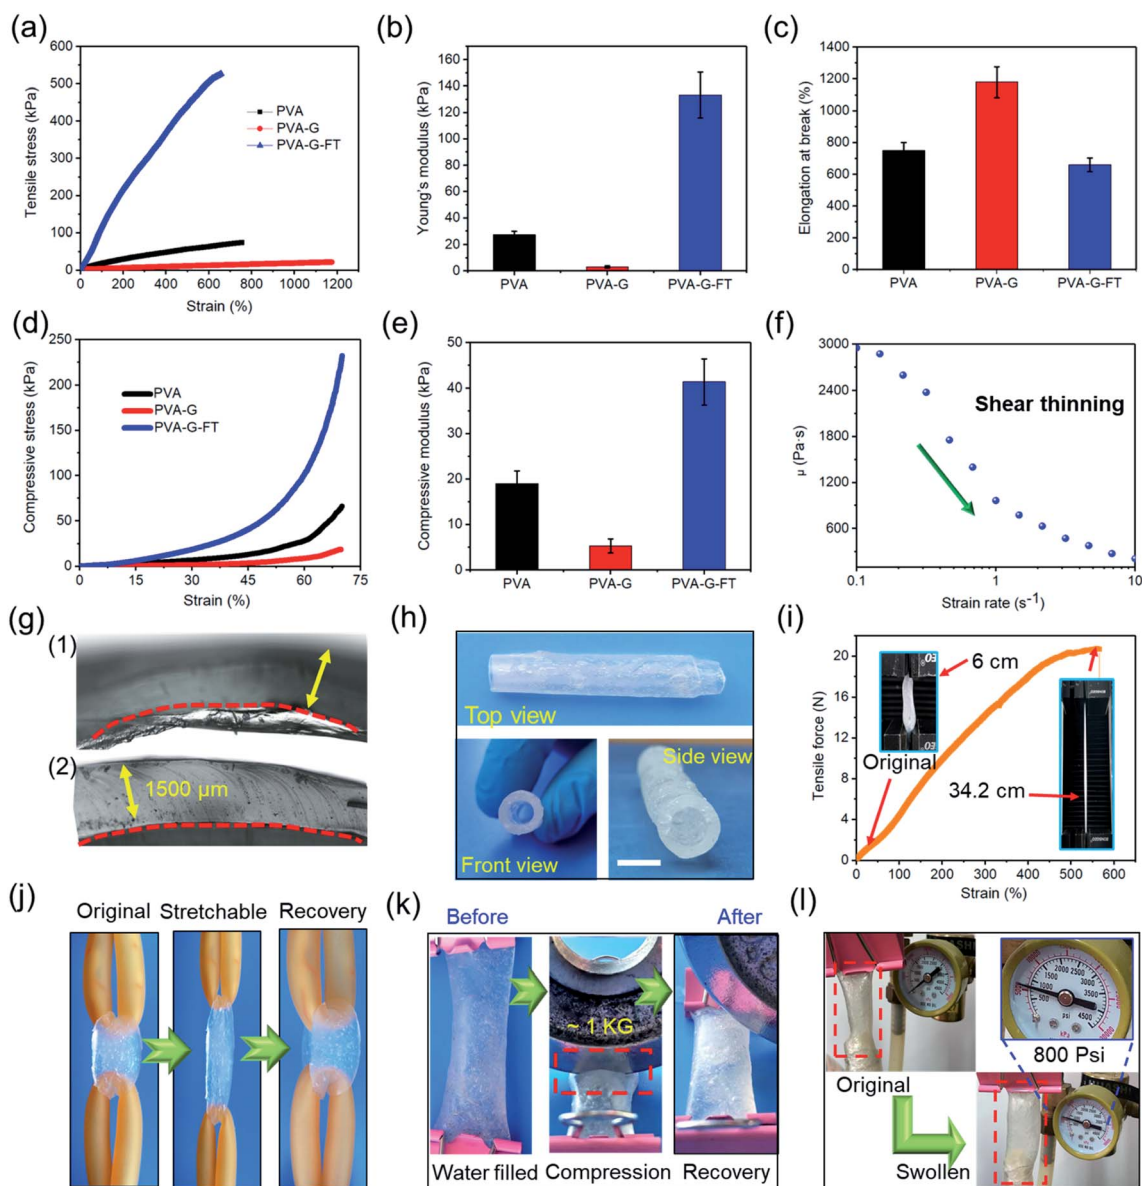 (a)
600
500
400
300
200
100
0
Tensile stress (kPa)
PVA
PVA-G
PVA-G-FT
0 200 400 600 800 1000 1200
Strain (%)
(b)
160
140
120
100
80
60
40
20
0
Young's modulus (kPa)
PVA PVA-G PVA-G-FT
(c)
1400
1200
1000
800
600
400
200
0
Elongation at break (%)
PVA PVA-G PVA-G-FT
(d)
250
200
150
100
50
0
Compressive stress (kPa)
PVA
PVA-G
PVA-G-FT
0 15 30 45 60 75
Strain (%)
(e)
50
40
30
20
10
0
Compressive modulus (kPa)
PVA PVA-G PVA-G-FT
(f)
3000
2400
1800
1200
600
μ (Pa·s)
Shear thinning
0.1 1 10
Strain rate (s⁻¹)
(g)
(1)
(2)
1500 μm
(h)
Top view
Front view
Side view
(i)
20
16
12
8
4
0
Tensile force (N)
6 cm
Original
34.2 cm
0 100 200 300 400 500 600
Strain (%)
(j)
Original Stretchable Recovery
(k)
Before After
~ 1 KG
Water filled Compression Recovery
(l)
Original
Swollen
800 Psi